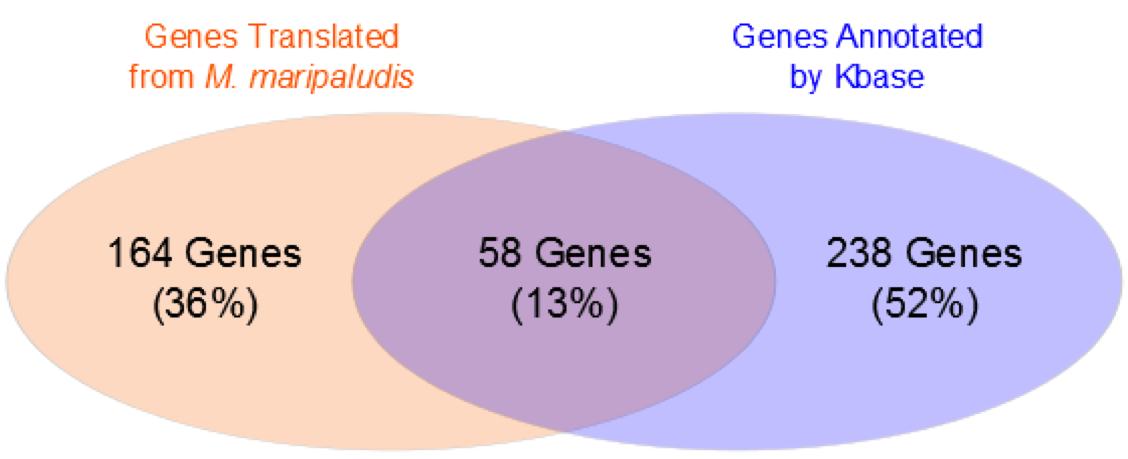 Genes Translated
from M. maripaludis
Genes Annotated
by Kbase
164 Genes
(36%)
58 Genes
(13%)
238 Genes
(52%)